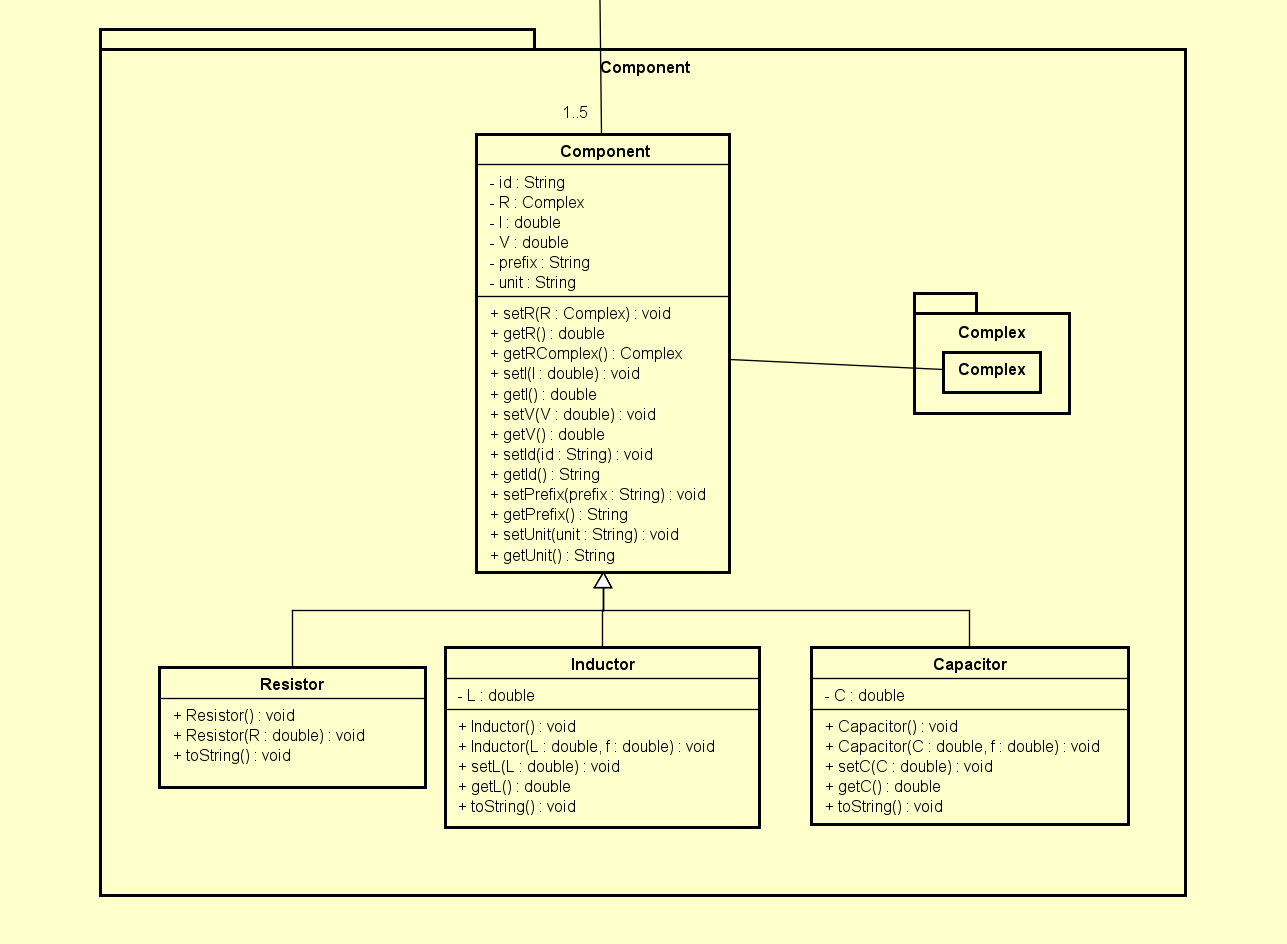 Component
1..5
Component
- id : String
- R : Complex
- I : double
- V : double
- prefix : String
- unit : String
+ setR(R : Complex) : void
+ getR() : double
+ getRComplex() : Complex
+ setI(I : double) : void
+ getI() : double
+ setV(V : double) : void
+ getV() : double
+ setId(id : String) : void
+ getId() : String
+ setPrefix(prefix : String) : void
+ getPrefix() : String
+ setUnit(unit : String) : void
+ getUnit() : String
Complex
Complex
Resistor
+ Resistor() : void
+ Resistor(R : double) : void
+ toString() : void
Inductor
- L : double
+ Inductor() : void
+ Inductor(L : double, f : double) : void
+ setL(L : double) : void
+ getL() : double
+ toString() : void
Capacitor
- C : double
+ Capacitor() : void
+ Capacitor(C : double, f : double) : void
+ setC(C : double) : void
+ getC() : double
+ toString() : void